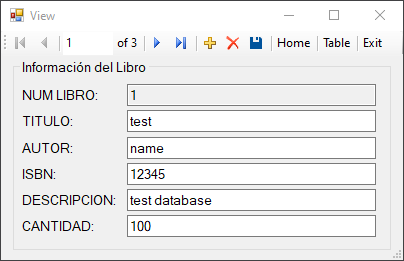 View
1 of 3 Home Table Exit
Información del Libro
NUM LIBRO: 1
TITULO: test
AUTOR: name
ISBN: 12345
DESCRIPCION: test database
CANTIDAD: 100